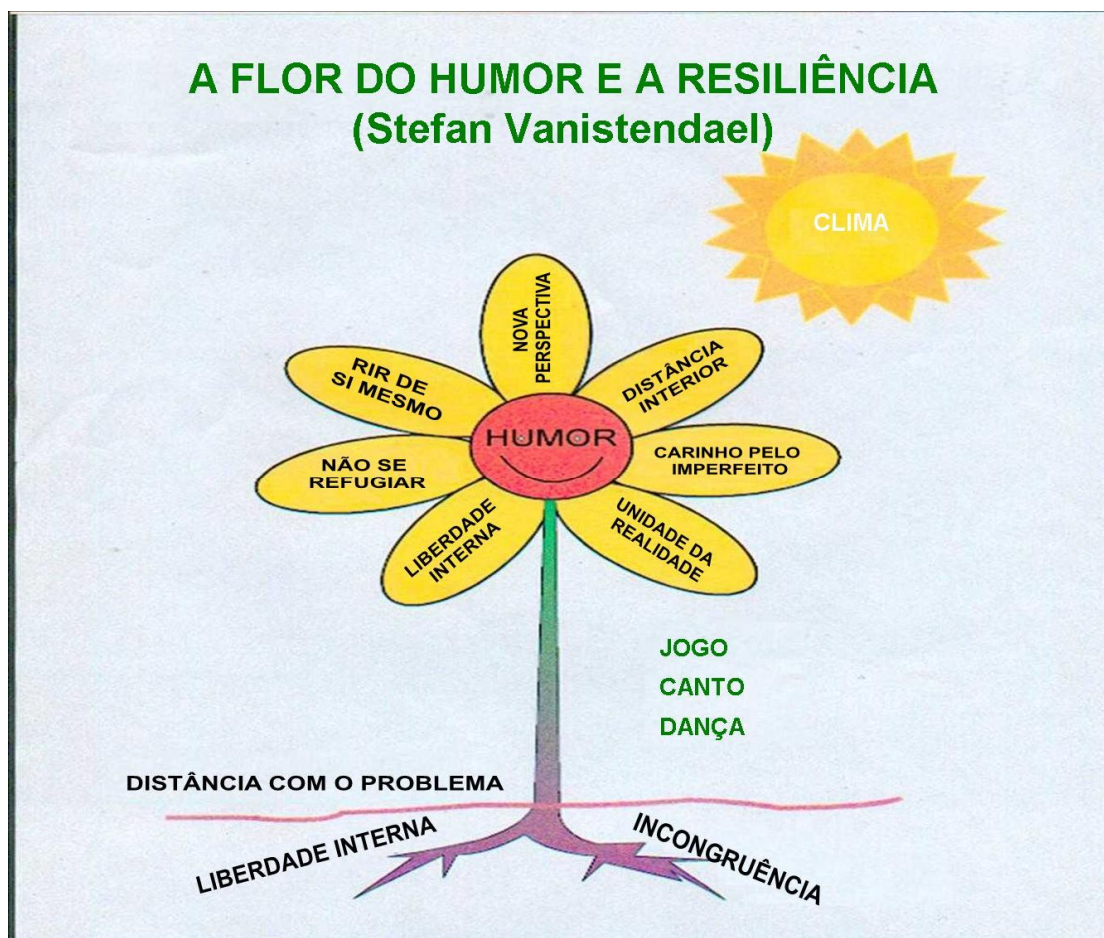 A FLOR DO HUMOR E A RESILIÊNCIA
(Stefan Vanistendael)
CLIMA
NOVA
PERSPECTIVA
RIR DE
SI MESMO
DISTÂNCIA
INTERIOR
HUMOR
NÃO SE
REFUGIAR
CARINHO PELO
IMPERFEITO
LIBERDADE
INTERNA
UNIDADE DA
REALIDADE
JOGO
CANTO
DANÇA
DISTÂNCIA COM O PROBLEMA
LIBERDADE INTERNA
INCONGRUÊNCIA